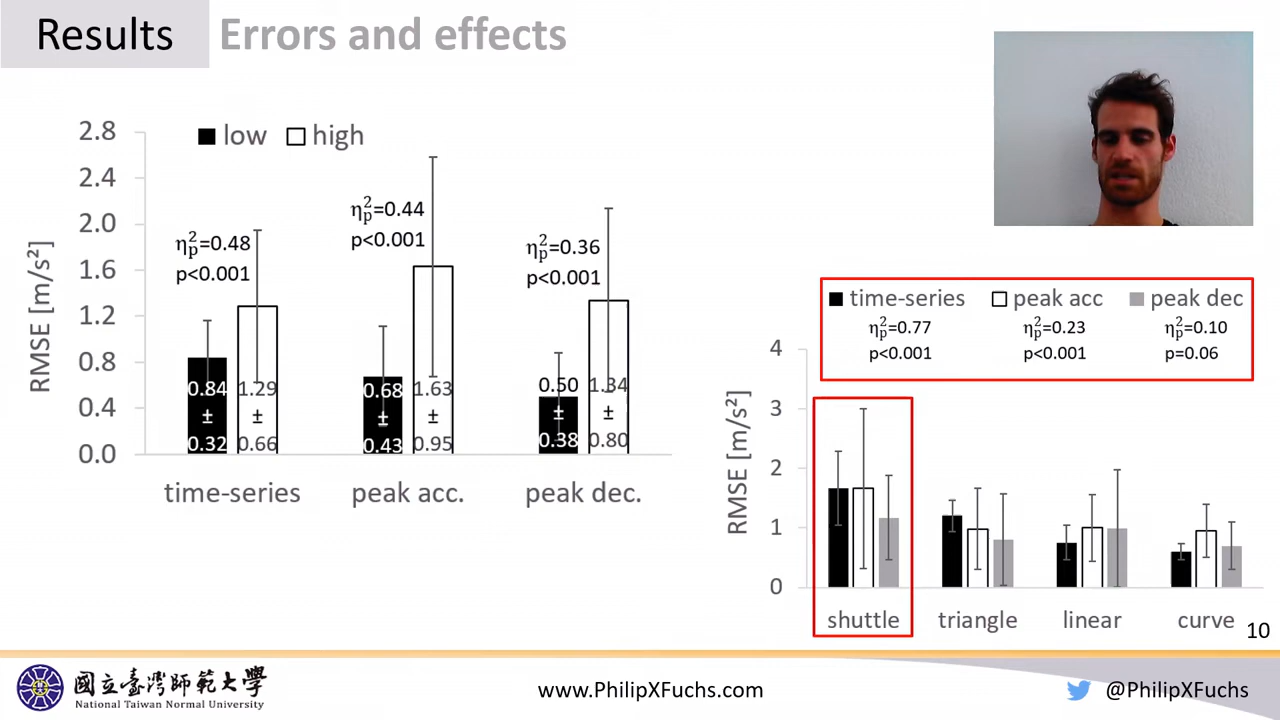 Results
Errors and effects
low high
2.8
2.4
2.0
1.6
1.2
0.8
0.4
0.0
RMSE [m/s²]
η²p=0.48
p<0.001
η²p=0.44
p<0.001
η²p=0.36
p<0.001
0.84 ± 0.32
1.29 ± 0.66
0.68 ± 0.43
1.63 ± 0.95
0.50 ± 0.38
1.34 ± 0.80
time-series peak acc. peak dec.
time-series peak acc peak dec
η²p=0.77 η²p=0.23 η²p=0.10
p<0.001 p<0.001 p=0.06
4
3
2
1
0
RMSE [m/s²]
shuttle triangle linear curve
10
國立臺灣師範大學
National Taiwan Normal University
www.PhilipXFuchs.com
@PhilipXFuchs